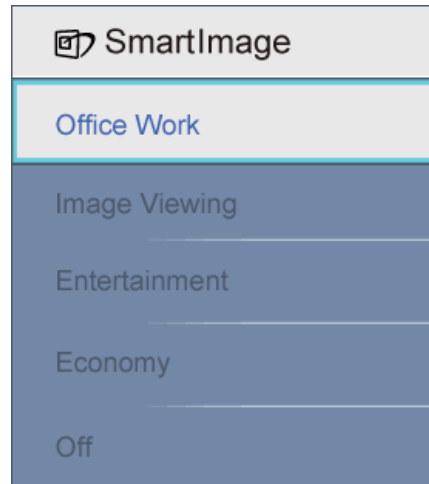 SmartImage
Office Work
Image Viewing
Entertainment
Economy
Off